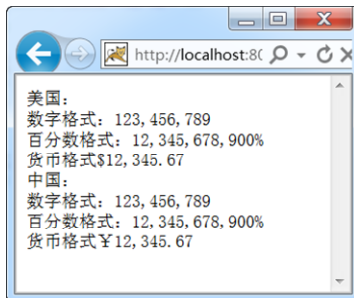 http://localhost:80
美国：
数字格式：123,456,789
百分数格式：12,345,678,900%
货币格式$12,345.67
中国：
数字格式：123,456,789
百分数格式：12,345,678,900%
货币格式￥12,345.67